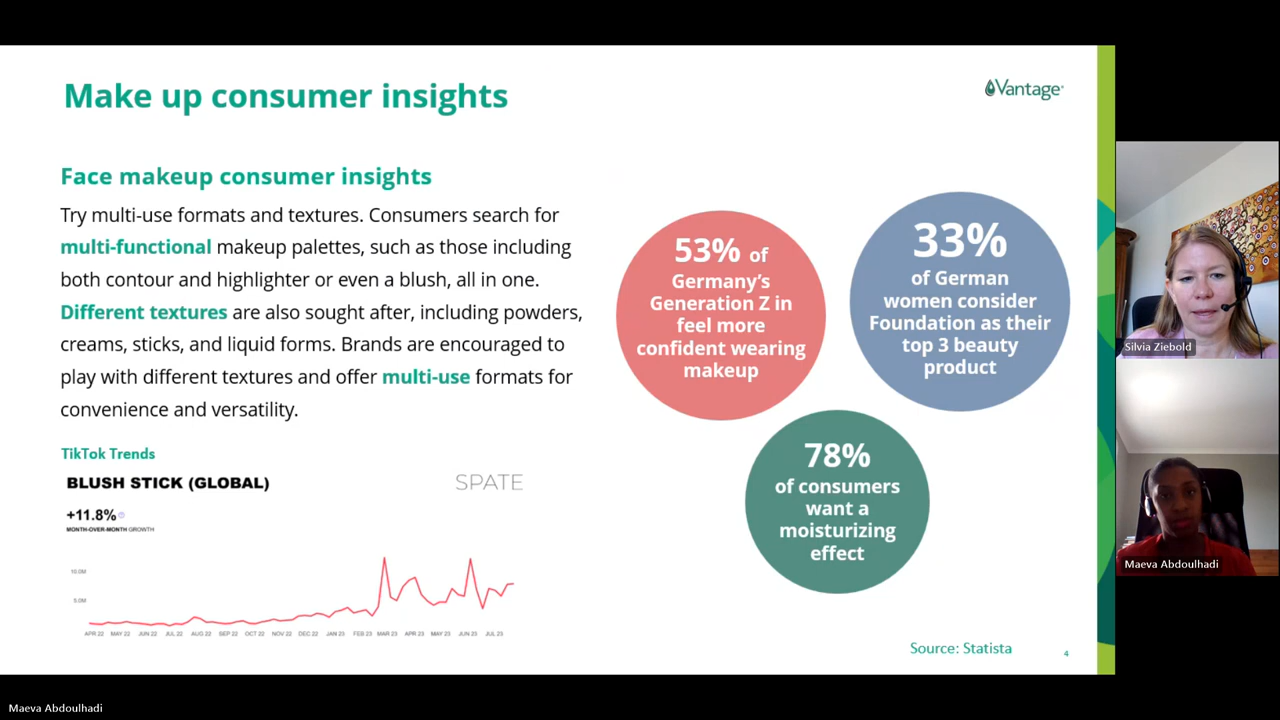 Make up consumer insights
Vantage
Face makeup consumer insights
Try multi-use formats and textures. Consumers search for
multi-functional makeup palettes, such as those including
both contour and highlighter or even a blush, all in one.
Different textures are also sought after, including powders,
creams, sticks, and liquid forms. Brands are encouraged to
play with different textures and offer multi-use formats for
convenience and versatility.
TikTok Trends
BLUSH STICK (GLOBAL)
SPATE
+11.8%
MONTH-OVER-MONTH GROWTH
10.0M
5.0M
APR 22 MAY 22 JUN 22 JUL 22 AUG 22 SEP 22 OCT 22 NOV 22 DEC 22 JAN 23 FEB 23 MAR 23 APR 23 MAY 23 JUN 23 JUL 23
53% of
Germany's
Generation Z in
feel more
confident wearing
makeup
33%
of German
women consider
Foundation as their
top 3 beauty
product
78%
of consumers
want a
moisturizing
effect
Source: Statista
4
Silvia Ziebold
Maeva Abdoulhadi
Maeva Abdoulhadi